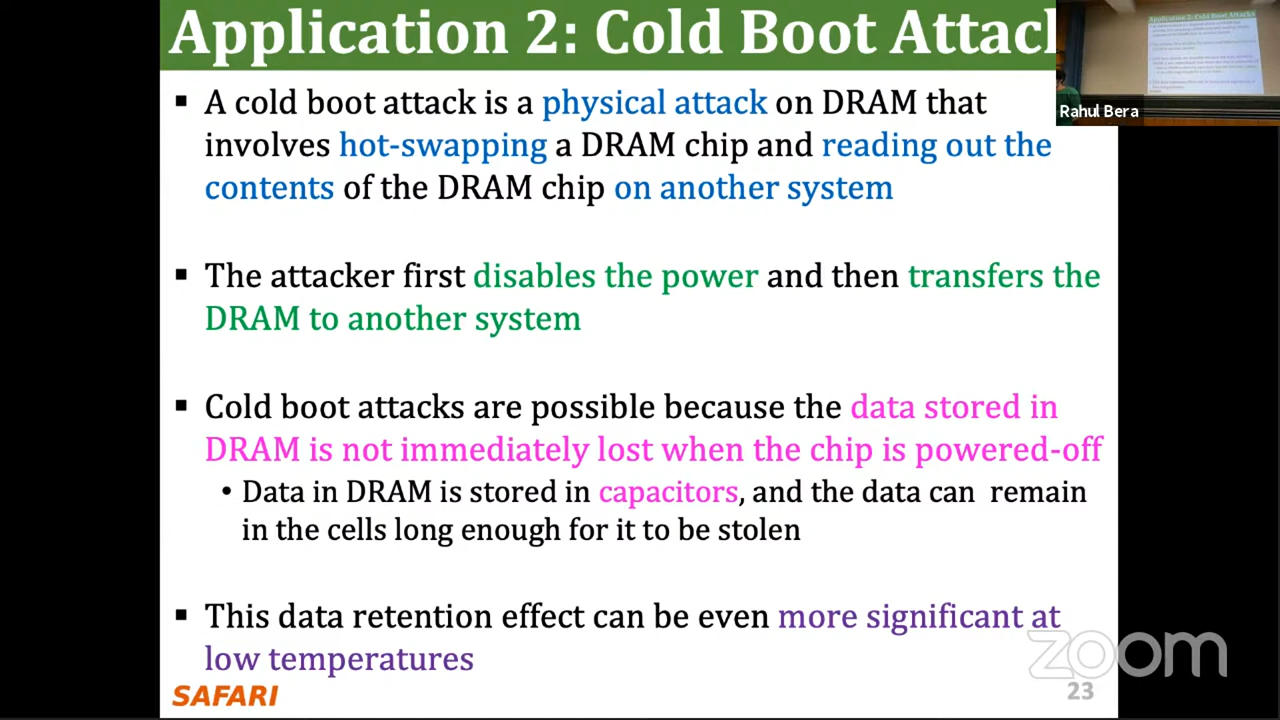 Application 2: Cold Boot Attack
▪ A cold boot attack is a physical attack on DRAM that
involves hot-swapping a DRAM chip and reading out the
contents of the DRAM chip on another system
▪ The attacker first disables the power and then transfers the
DRAM to another system
▪ Cold boot attacks are possible because the data stored in
DRAM is not immediately lost when the chip is powered-off
• Data in DRAM is stored in capacitors, and the data can remain
in the cells long enough for it to be stolen
▪ This data retention effect can be even more significant at
low temperatures
SAFARI
23
zoom
Rahul Bera
Application 2: Cold Boot Attacks